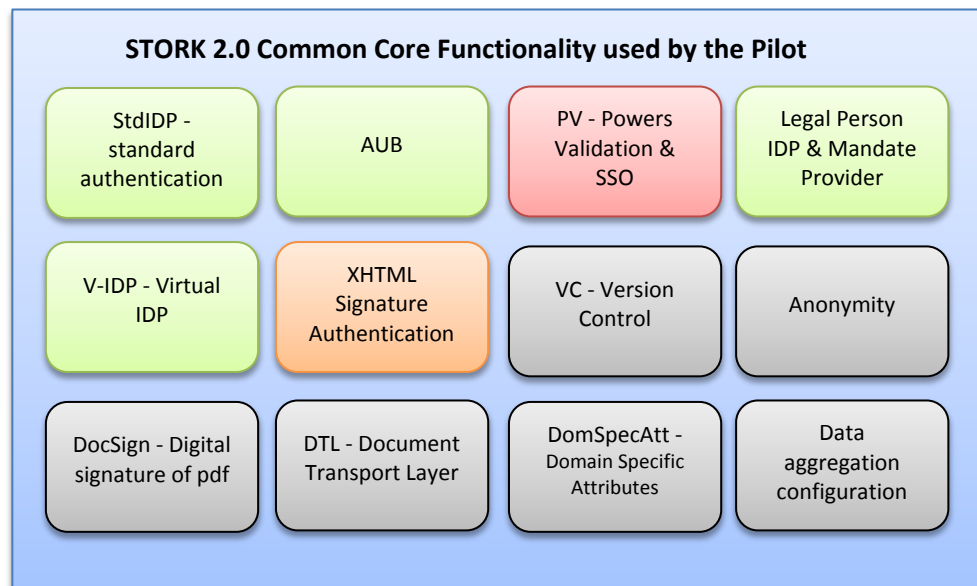 STORK 2.0 Common Core Functionality used by the Pilot
StdIDP -
standard
authentication
AUB
PV - Powers
Validation &
SSO
Legal Person
IDP & Mandate
Provider
V-IDP - Virtual
IDP
XHTML
Signature
Authentication
VC - Version
Control
Anonymity
DocSign - Digital
signature of pdf
DTL - Document
Transport Layer
DomSpecAtt -
Domain Specific
Attributes
Data
aggregation
configuration